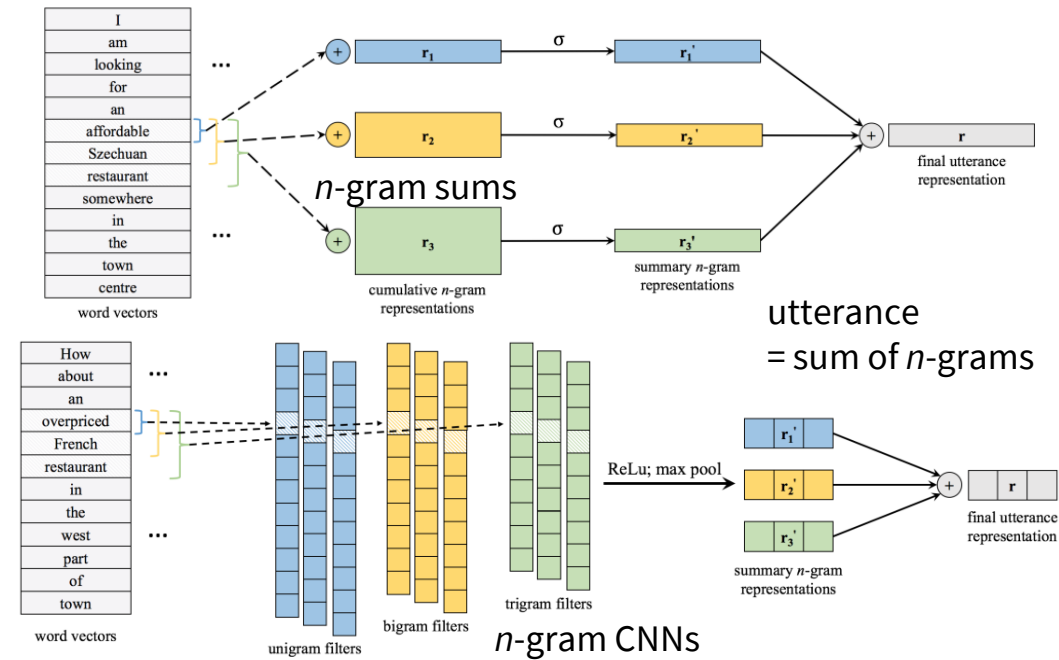 I
am
looking
for
an
affordable
Szechuan
restaurant
somewhere
in
the
town
centre
word vectors
...
...
+
r₁
σ
r₁'
+
r₂
σ
r₂'
n-gram sums
+
r₃
σ
r₃'
cumulative n-gram
representations
summary n-gram
representations
+
r
final utterance
representation
utterance
= sum of n-grams
How
about
an
overpriced
French
restaurant
in
the
west
part
of
town
word vectors
...
...
unigram filters
bigram filters
trigram filters
n-gram CNNs
ReLu; max pool
r₁'
r₂'
r₃'
summary n-gram
representations
+
r
final utterance
representation